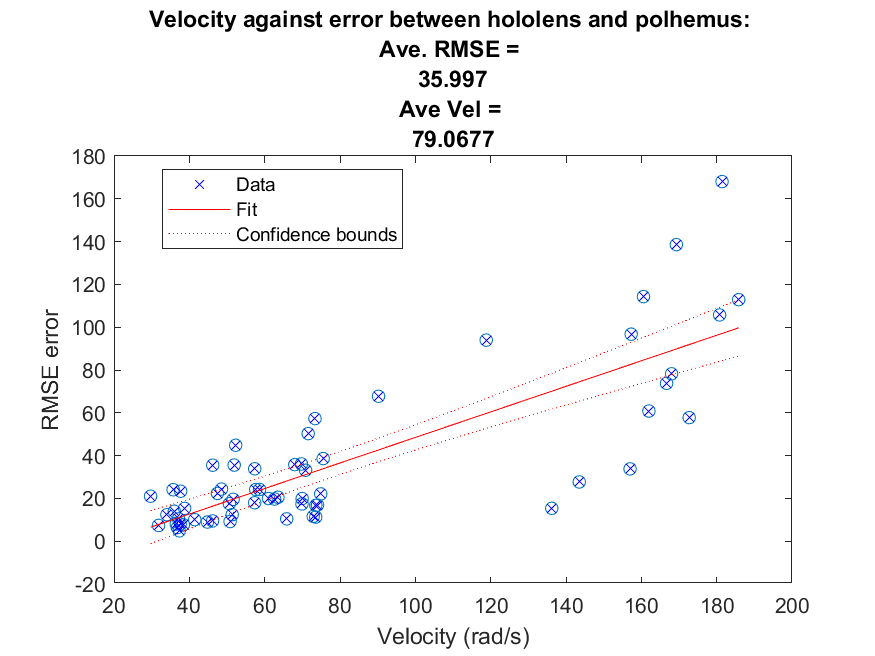 Velocity against error between hololens and polhemus:
Ave. RMSE =
35.997
Ave Vel =
79.0677
180
160
140
120
100
80
60
40
20
0
-20
RMSE error
Data
Fit
Confidence bounds
20 40 60 80 100 120 140 160 180 200
Velocity (rad/s)